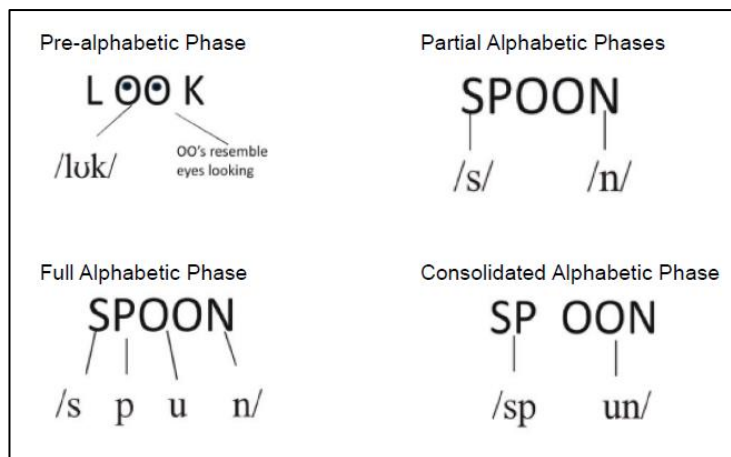 Pre-alphabetic Phase
LOOK
/lʊk/
OO's resemble
eyes looking
Partial Alphabetic Phases
SPOON
/s/ /n/
Full Alphabetic Phase
SPOON
/s p u n/
Consolidated Alphabetic Phase
SP OON
/sp un/